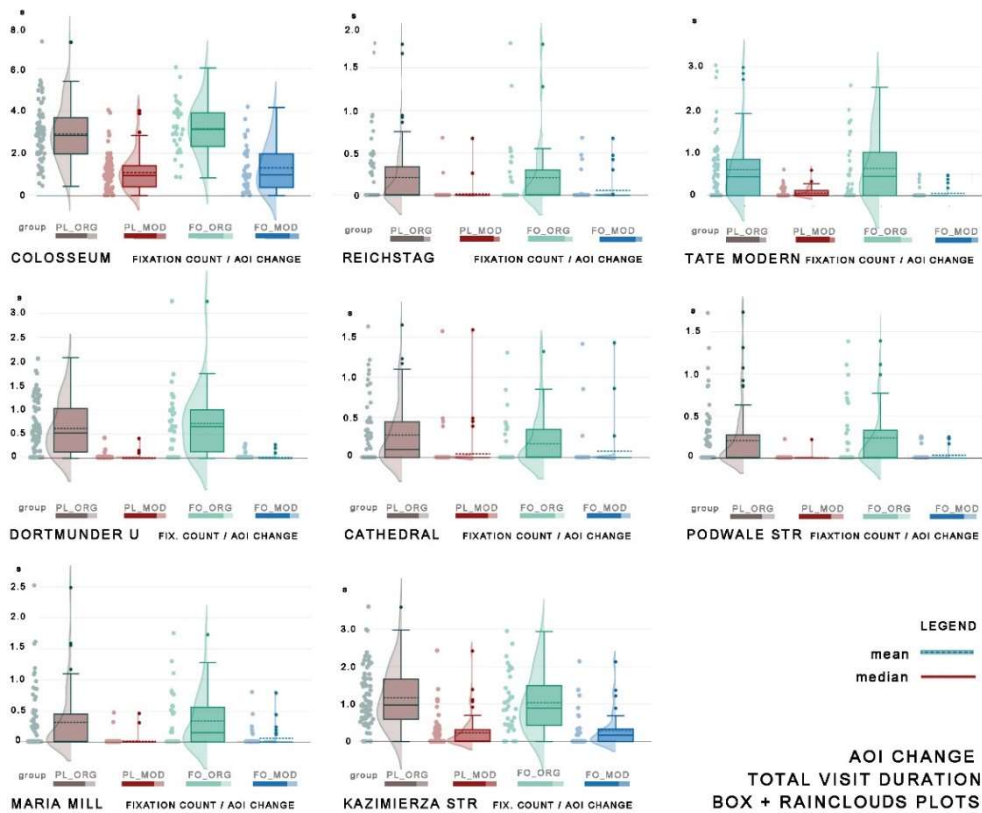 s
8.0
6.0
4.0
2.0
0
group PL_ORG PL_MOD FO_ORG FO_MOD
COLOSSEUM FIXATION COUNT / AOI CHANGE
s
2.0
1.5
1.0
0.5
0
group PL_ORG PL_MOD FO_ORG FO_MOD
REICHSTAG FIXATION COUNT / AOI CHANGE
s
3.0
2.0
1.0
0
group PL_ORG PL_MOD FO_ORG FO_MOD
TATE MODERN FIXATION COUNT / AOI CHANGE
s
3.0
2.5
2.0
1.5
1.0
0.5
0
group PL_ORG PL_MOD FO_ORG FO_MOD
DORTMUNDER U FIX. COUNT / AOI CHANGE
s
1.5
1.0
0.5
0
group PL_ORG PL_MOD FO_ORG FO_MOD
CATHEDRAL FIXATION COUNT / AOI CHANGE
s
1.5
1.0
0.5
0
group PL_ORG PL_MOD FO_ORG FO_MOD
PODWALE STR FIAXTION COUNT / AOI CHANGE
s
2.5
2.0
1.5
1.0
0.5
0
group PL_ORG PL_MOD FO_ORG FO_MOD
MARIA MILL FIXATION COUNT / AOI CHANGE
s
3.0
2.0
1.0
0
group PL_ORG PL_MOD FO_ORG FO_MOD
KAZIMIERZA STR FIX. COUNT / AOI CHANGE
LEGEND
mean
median
AOI CHANGE
TOTAL VISIT DURATION
BOX + RAINCLOUDS PLOTS